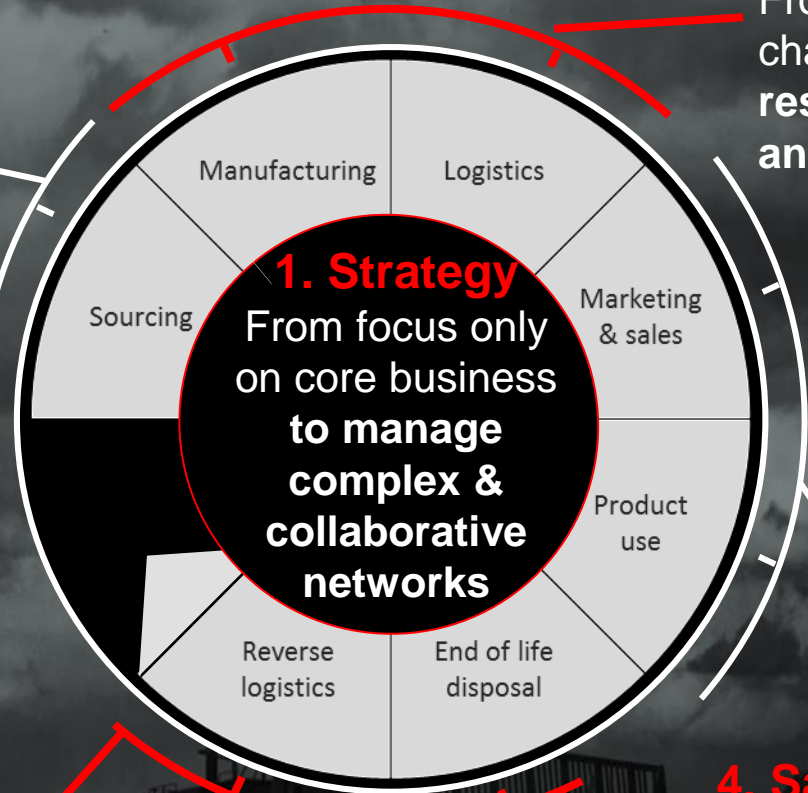 Manufacturing
Logistics
Sourcing
Marketing
& sales
1. Strategy
From focus only
on core business
to manage
complex &
collaborative
networks
Product
use
Reverse
logistics
End of life
disposal